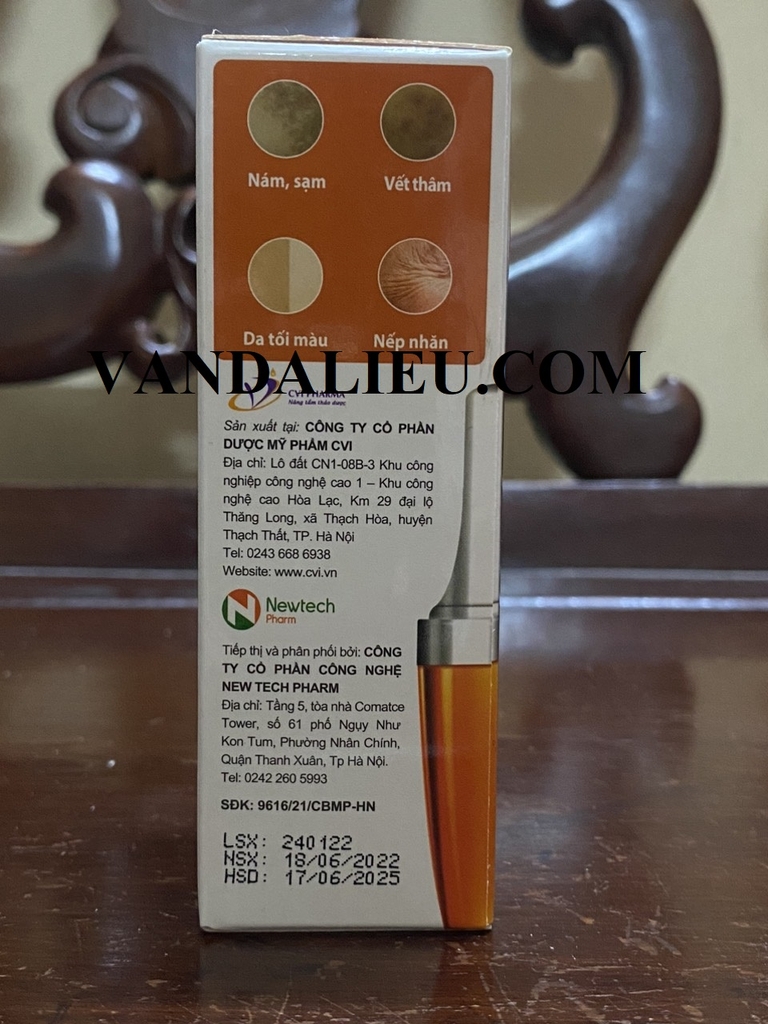 Nám, sạm
Vết thâm
Da tối màu
Nếp nhăn
VANDALIEU.COM
CVI PHARMA
Nâng tầm thảo dược
Sản xuất tại: CÔNG TY CỔ PHẦN
DƯỢC MỸ PHẨM CVI
Địa chỉ: Lô đất CN1-08B-3 Khu công
nghiệp công nghệ cao 1 – Khu công
nghệ cao Hòa Lạc, Km 29 đại lộ
Thăng Long, xã Thạch Hòa, huyện
Thạch Thất, TP. Hà Nội
Tel: 0243 668 6938
Website: www.cvi.vn
Newtech
Pharm
Tiếp thị và phân phối bởi: CÔNG
TY CỔ PHẦN CÔNG NGHỆ
NEW TECH PHARM
Địa chỉ: Tầng 5, tòa nhà Comatce
Tower, số 61 phố Ngụy Như
Kon Tum, Phường Nhân Chính,
Quận Thanh Xuân, Tp Hà Nội.
Tel: 0242 260 5993
SĐK: 9616/21/CBMP-HN
LSX: 240122
NSX: 18/06/2022
HSD: 17/06/2025